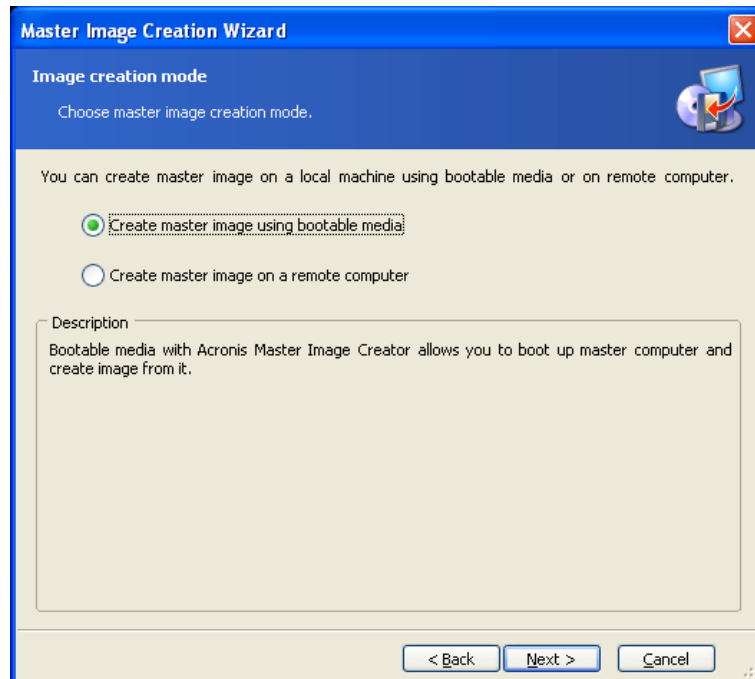 Master Image Creation Wizard
Image creation mode
Choose master image creation mode.
You can create master image on a local machine using bootable media or on remote computer.
Create master image using bootable media
Create master image on a remote computer
Description
Bootable media with Acronis Master Image Creator allows you to boot up master computer and
create image from it.
< Back Next > Cancel